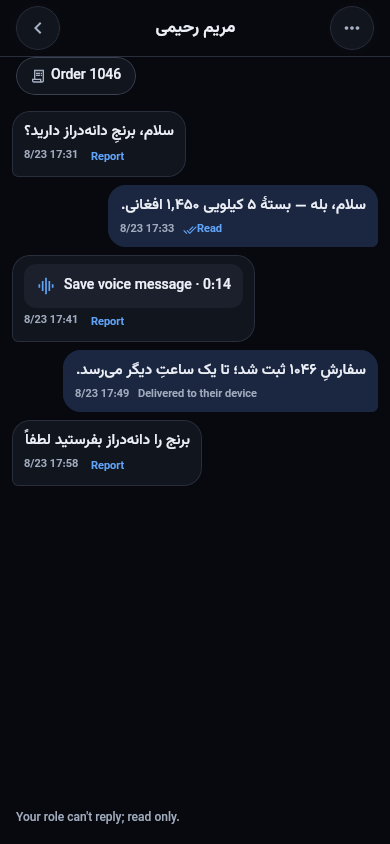 مریم رحیمی
Order 1046
سلام، برنجِ دانه‌دراز دارید؟
8/23 17:31 Report
سلام، بله — بستهٔ ۵ کیلویی ۱,۴۵۰ افغانی.
8/23 17:33 Read
Save voice message · 0:14
8/23 17:41 Report
سفارشِ ۱۰۴۶ ثبت شد؛ تا یک ساعتِ دیگر می‌رسد.
8/23 17:49 Delivered to their device
برنج را دانه‌دراز بفرستید لطفاً
8/23 17:58 Report
Your role can't reply; read only.